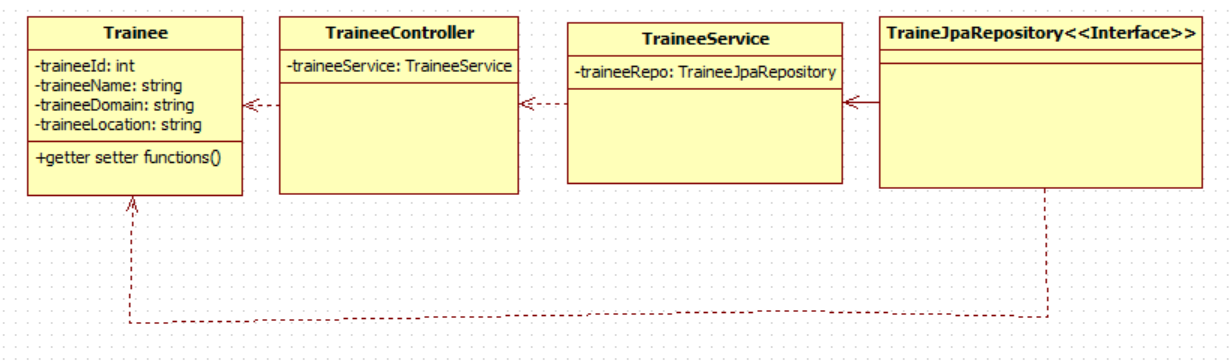 Trainee
-traineeId: int
-traineeName: string
-traineeDomain: string
-traineeLocation: string
+getter setter functions()
TraineeController
-traineeService: TraineeService
TraineeService
-traineeRepo: TraineeJpaRepository
TraineJpaRepository<<Interface>>